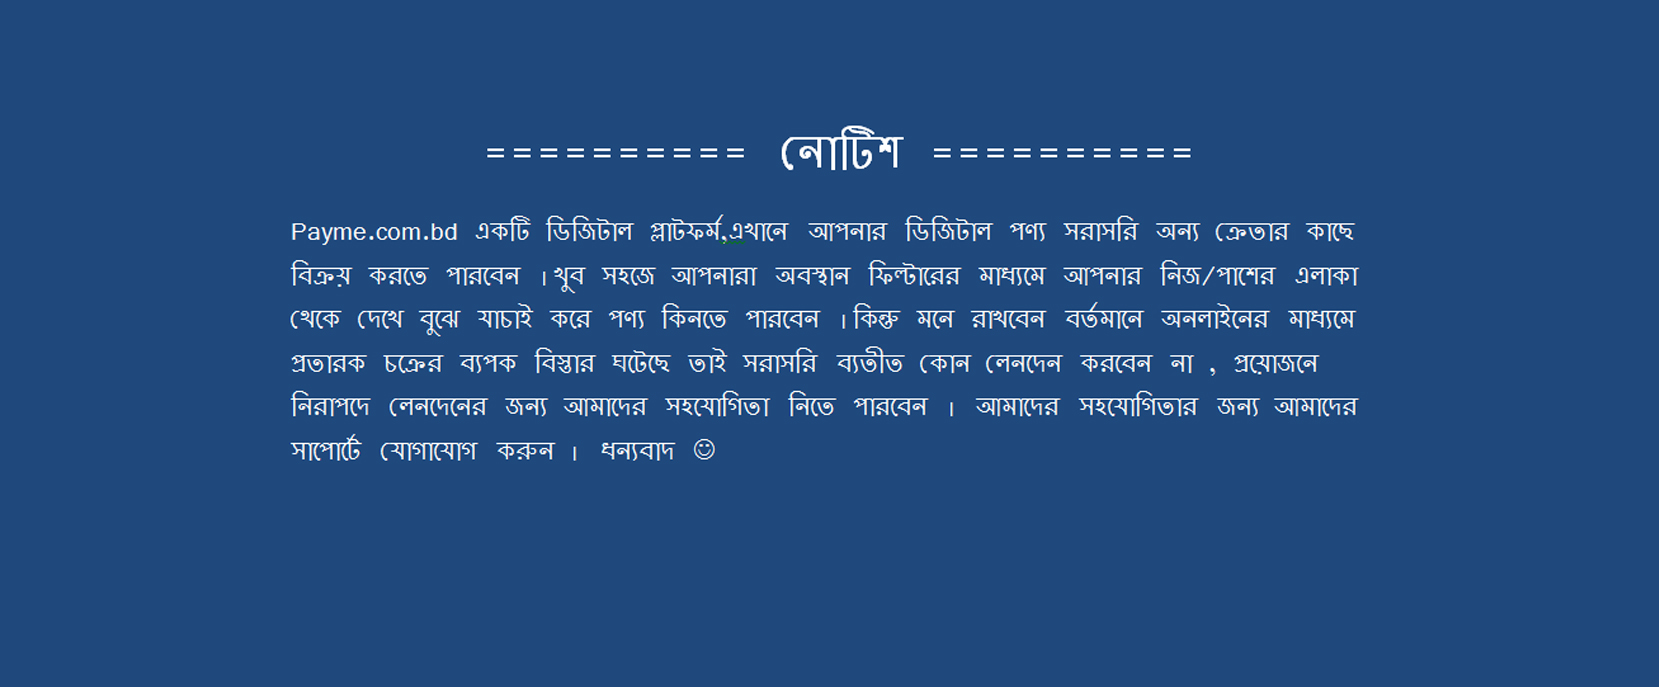 ========== নোটিশ ==========
Payme.com.bd একটি ডিজিটাল প্লাটফর্ম,এখানে আপনার ডিজিটাল পণ্য সরাসরি অন্য ক্রেতার কাছে
বিক্রয় করতে পারবেন ।খুব সহজে আপনারা অবস্থান ফিল্টারের মাধ্যমে আপনার নিজ/পাশের এলাকা
থেকে দেখে বুঝে যাচাই করে পণ্য কিনতে পারবেন ।কিন্তু মনে রাখবেন বর্তমানে অনলাইনের মাধ্যমে
প্রতারক চক্রের ব্যপক বিস্তার ঘটেছে তাই সরাসরি ব্যতীত কোন লেনদেন করবেন না , প্রয়োজনে
নিরাপদে লেনদেনের জন্য আমাদের সহযোগিতা নিতে পারবেন । আমাদের সহযোগিতার জন্য আমাদের
সাপোর্টে যোগাযোগ করুন । ধন্যবাদ ☺